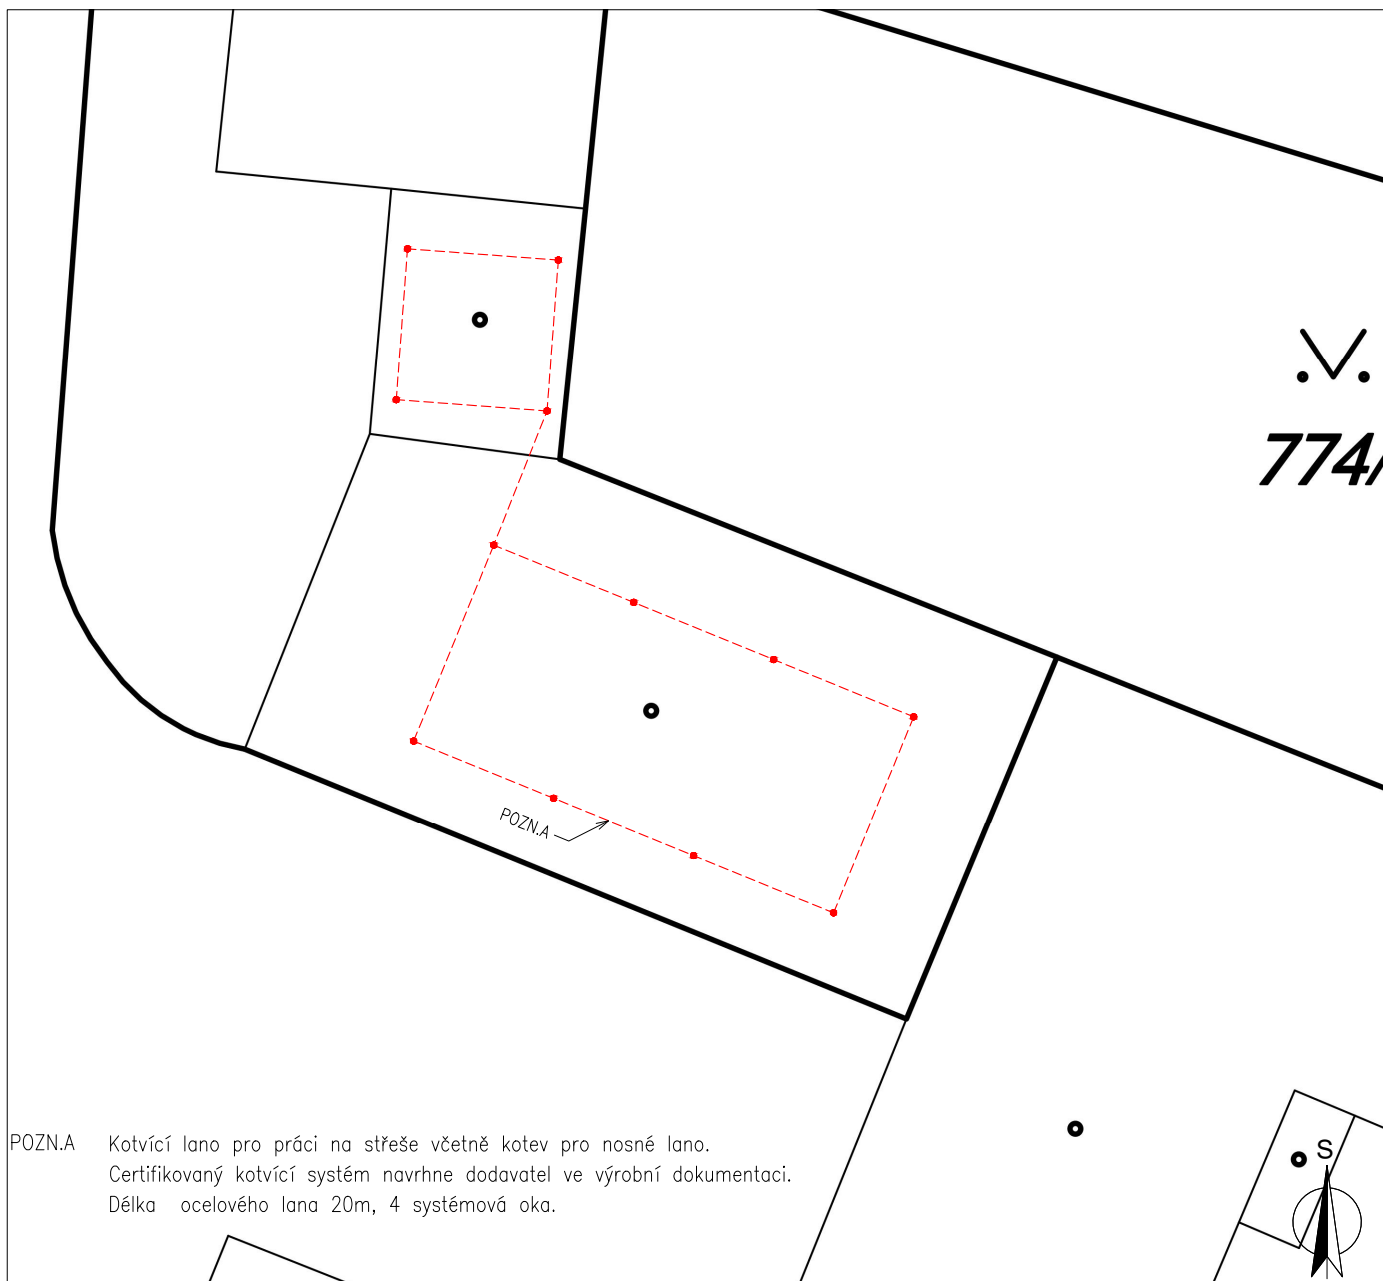 774/
POZN.A
POZN.A Kotvící lano pro práci na střeše včetně kotev pro nosné lano.
Certifikovaný kotvící systém navrhne dodavatel ve výrobní dokumentaci.
Délka ocelového lana 20m, 4 systémová oka.
S